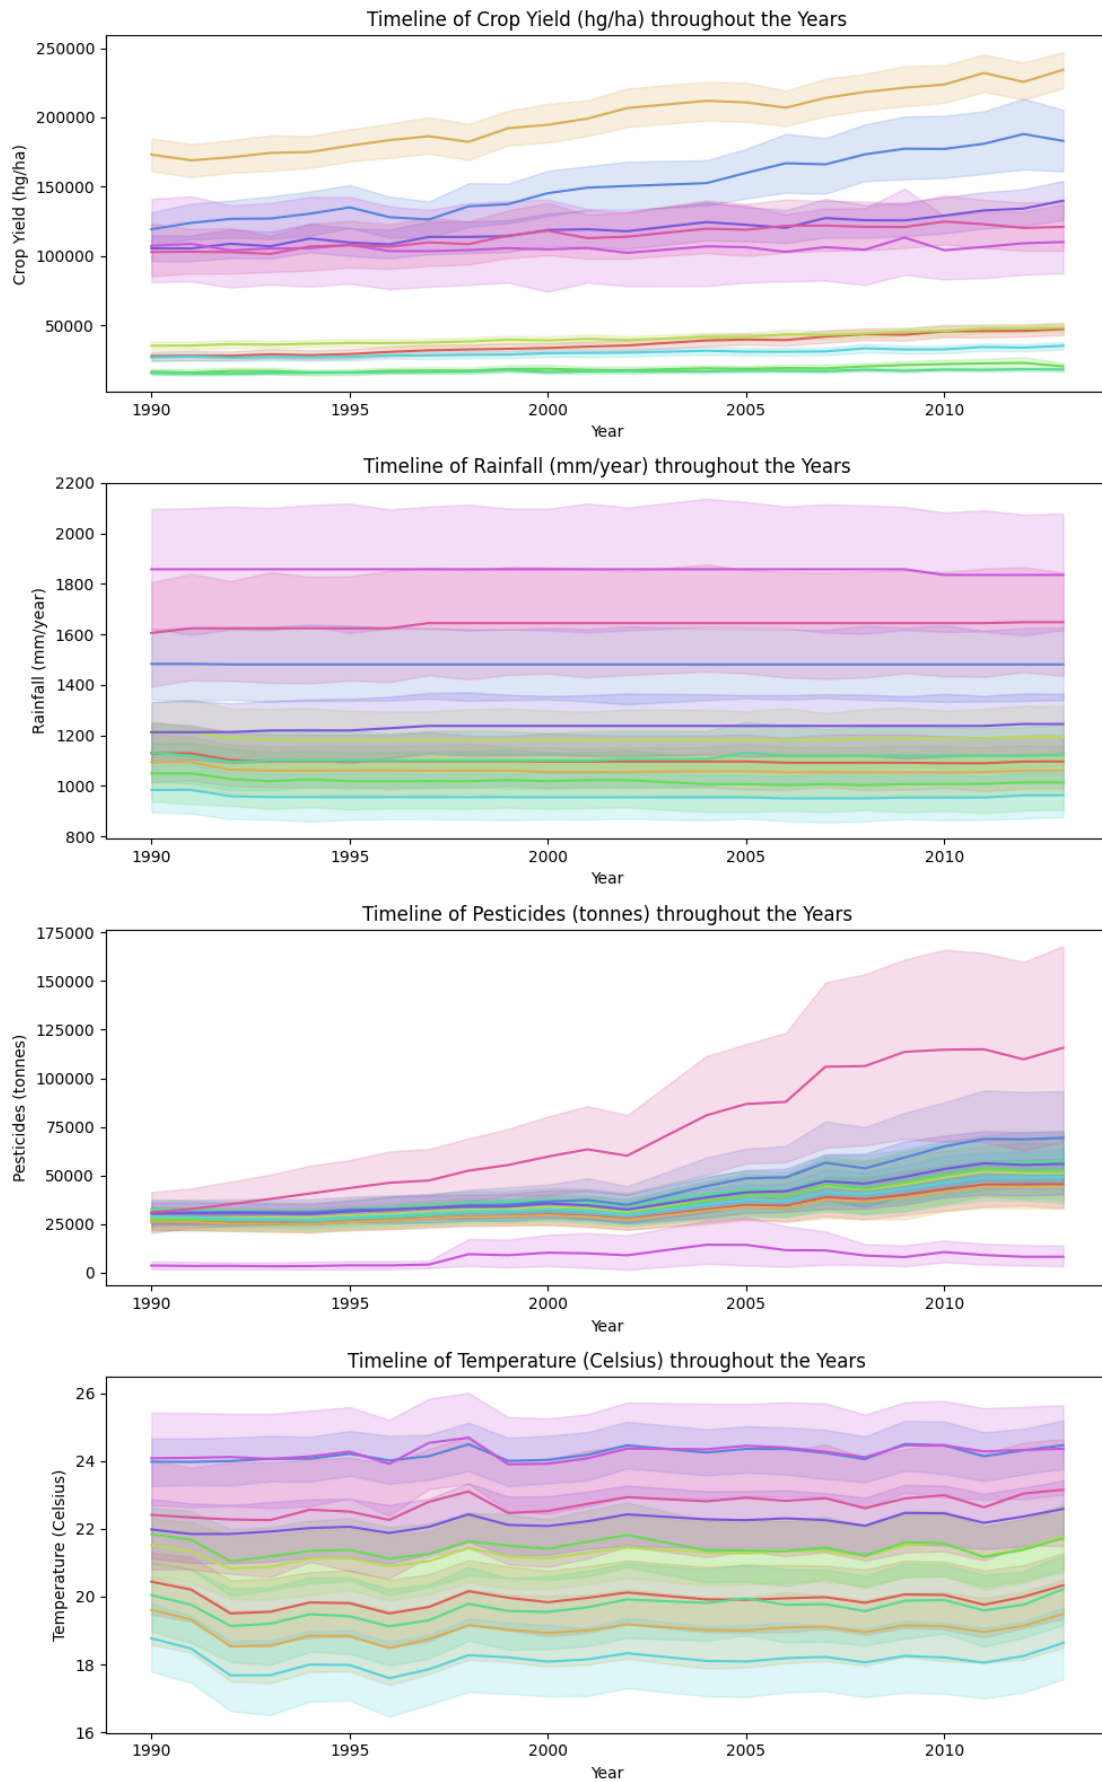 Timeline of Crop Yield (hg/ha) throughout the Years
250000
200000
150000
100000
50000
Crop Yield (hg/ha)
1990 1995 2000 2005 2010
Year
Timeline of Rainfall (mm/year) throughout the Years
2200
2000
1800
1600
1400
1200
1000
800
Rainfall (mm/year)
1990 1995 2000 2005 2010
Year
Timeline of Pesticides (tonnes) throughout the Years
175000
150000
125000
100000
75000
50000
25000
0
Pesticides (tonnes)
1990 1995 2000 2005 2010
Year
Timeline of Temperature (Celsius) throughout the Years
26
24
22
20
18
16
Temperature (Celsius)
1990 1995 2000 2005 2010
Year